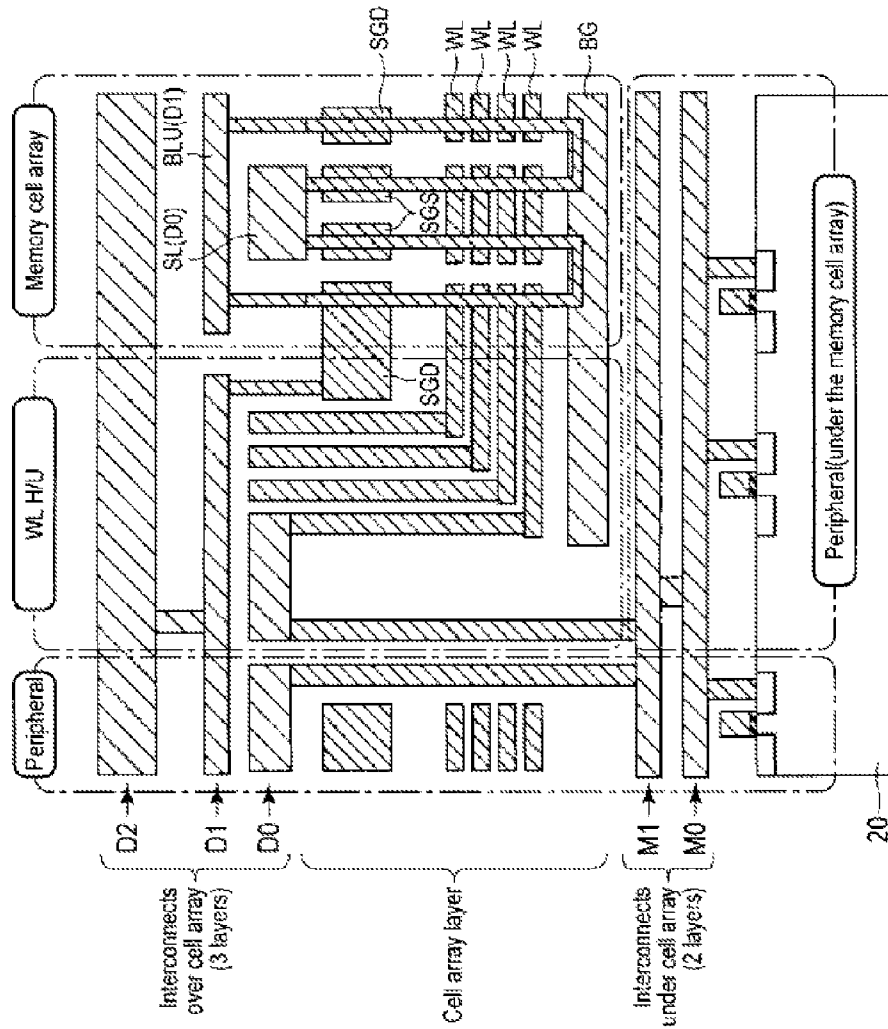 Peripheral
WL H/U
Memory cell array
D2
D1
D0
M1
M0
Interconnects
over cell array
(3 layers)
Cell array layer
Interconnects
under cell array
(2 layers)
BLU(D1)
SL(D0)
SGD
SGS
SGD
WL
WL
WL
WL
BG
Peripheral(under the memory cell array)
20